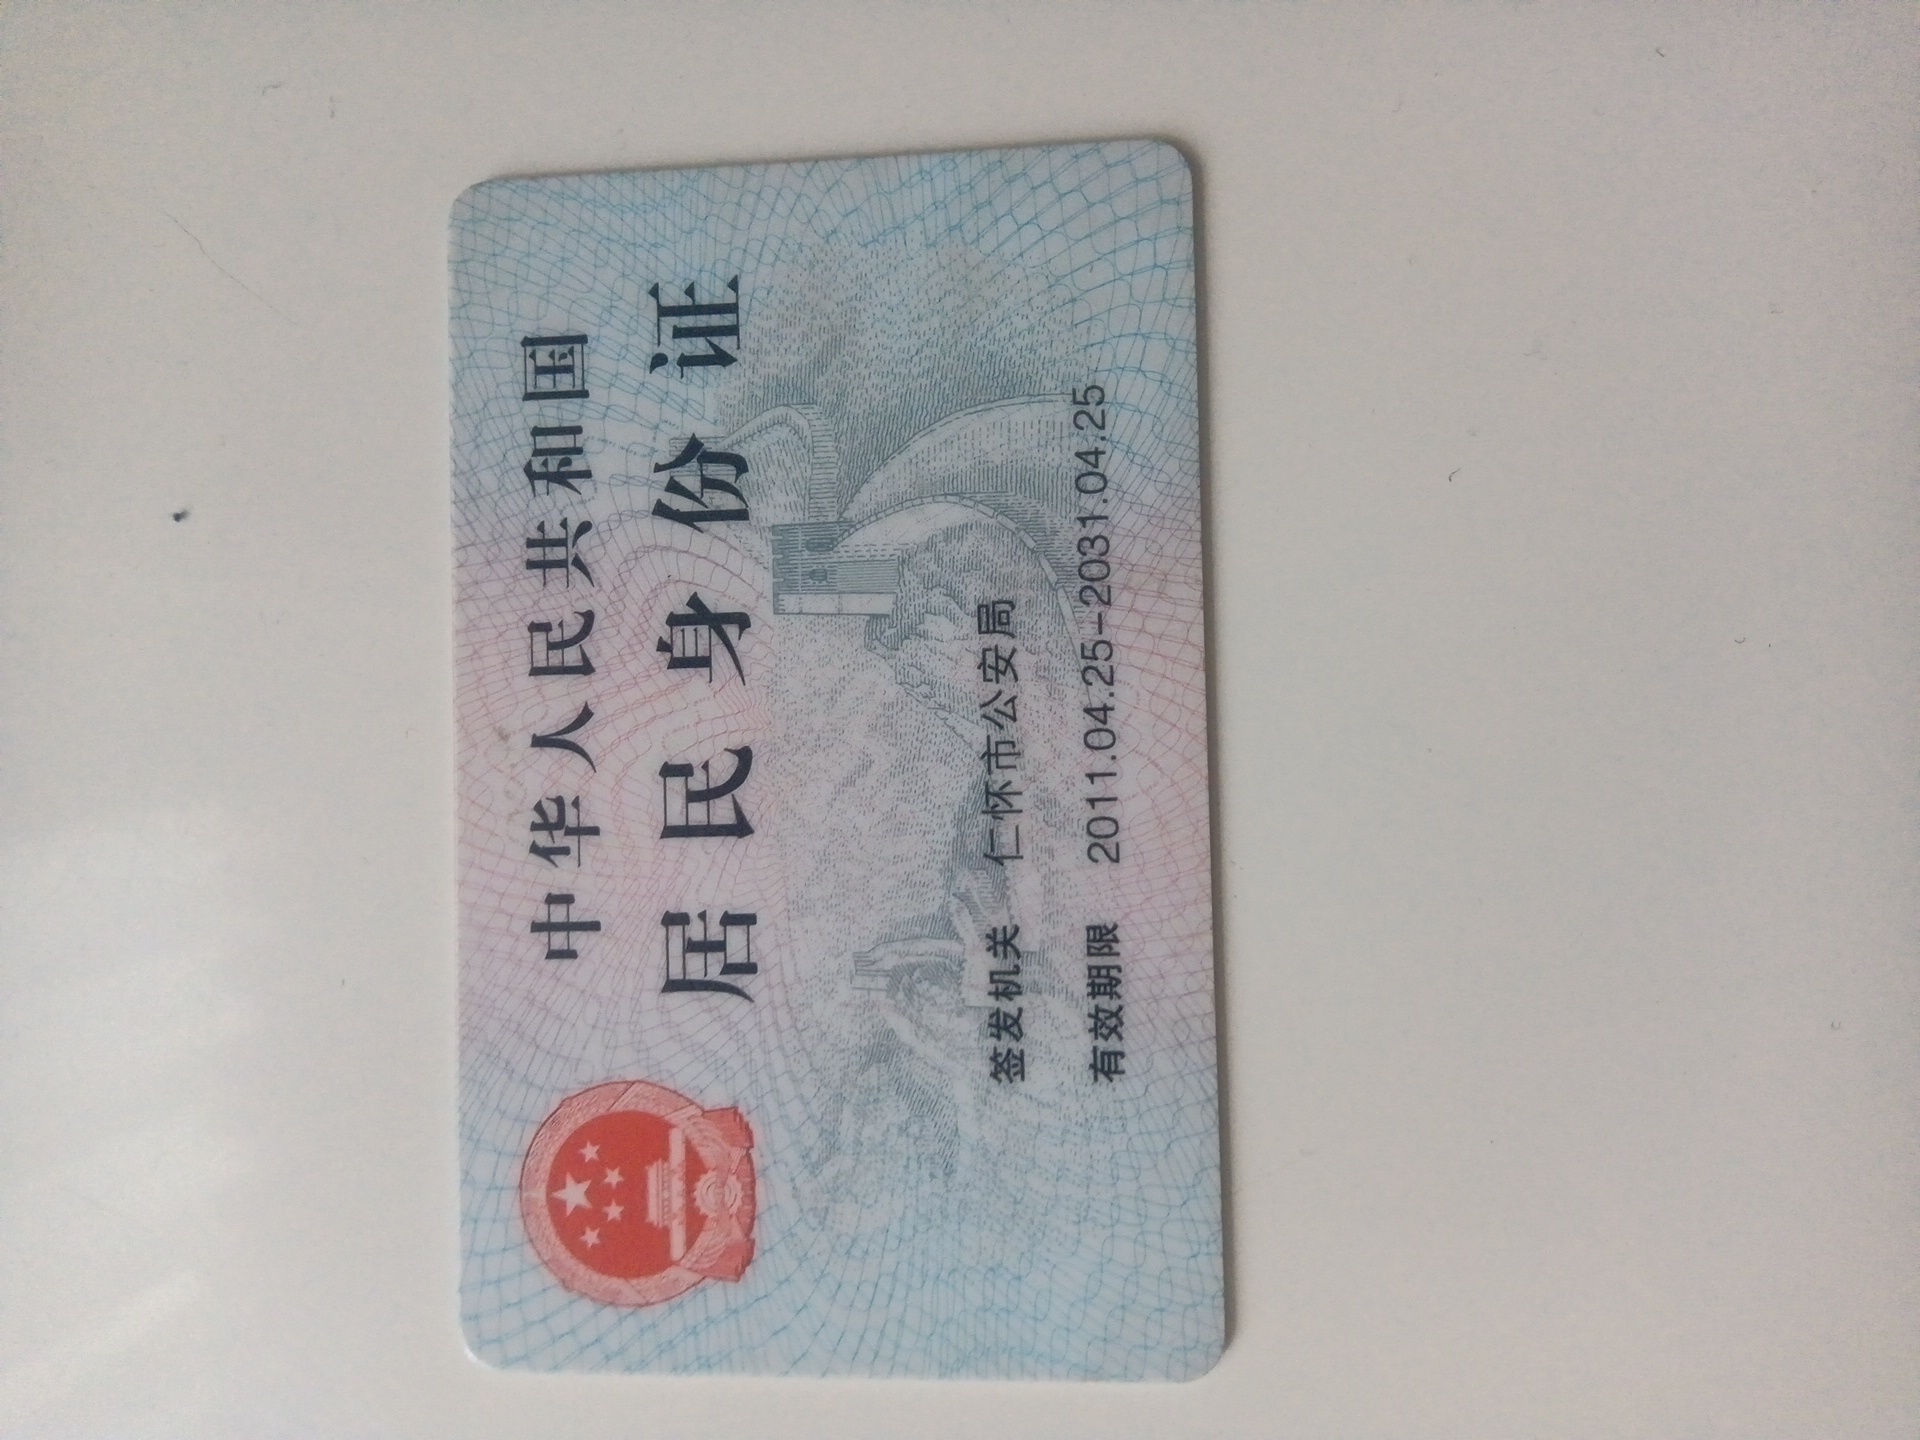 中华人民共和国
居民身份证
签发机关 仁怀市公安局
有效期限 2011.04.25-2031.04.25